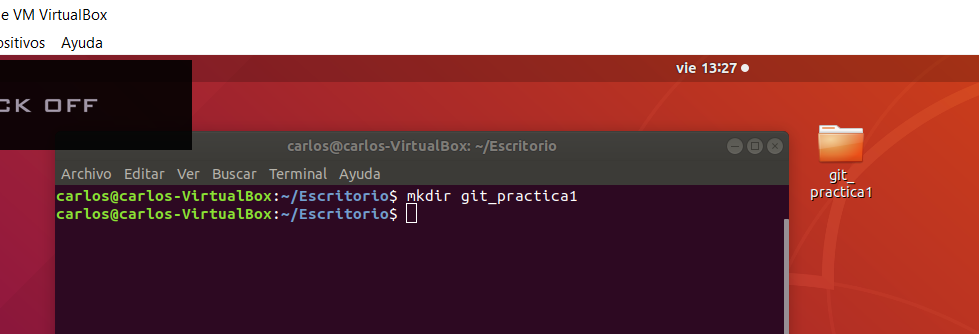 e VM VirtualBox
ositivos Ayuda
vie 13:27
CK OFF
carlos@carlos-VirtualBox: ~/Escritorio
Archivo Editar Ver Buscar Terminal Ayuda
carlos@carlos-VirtualBox:~/Escritorio$ mkdir git_practica1
carlos@carlos-VirtualBox:~/Escritorio$
git_
practica1